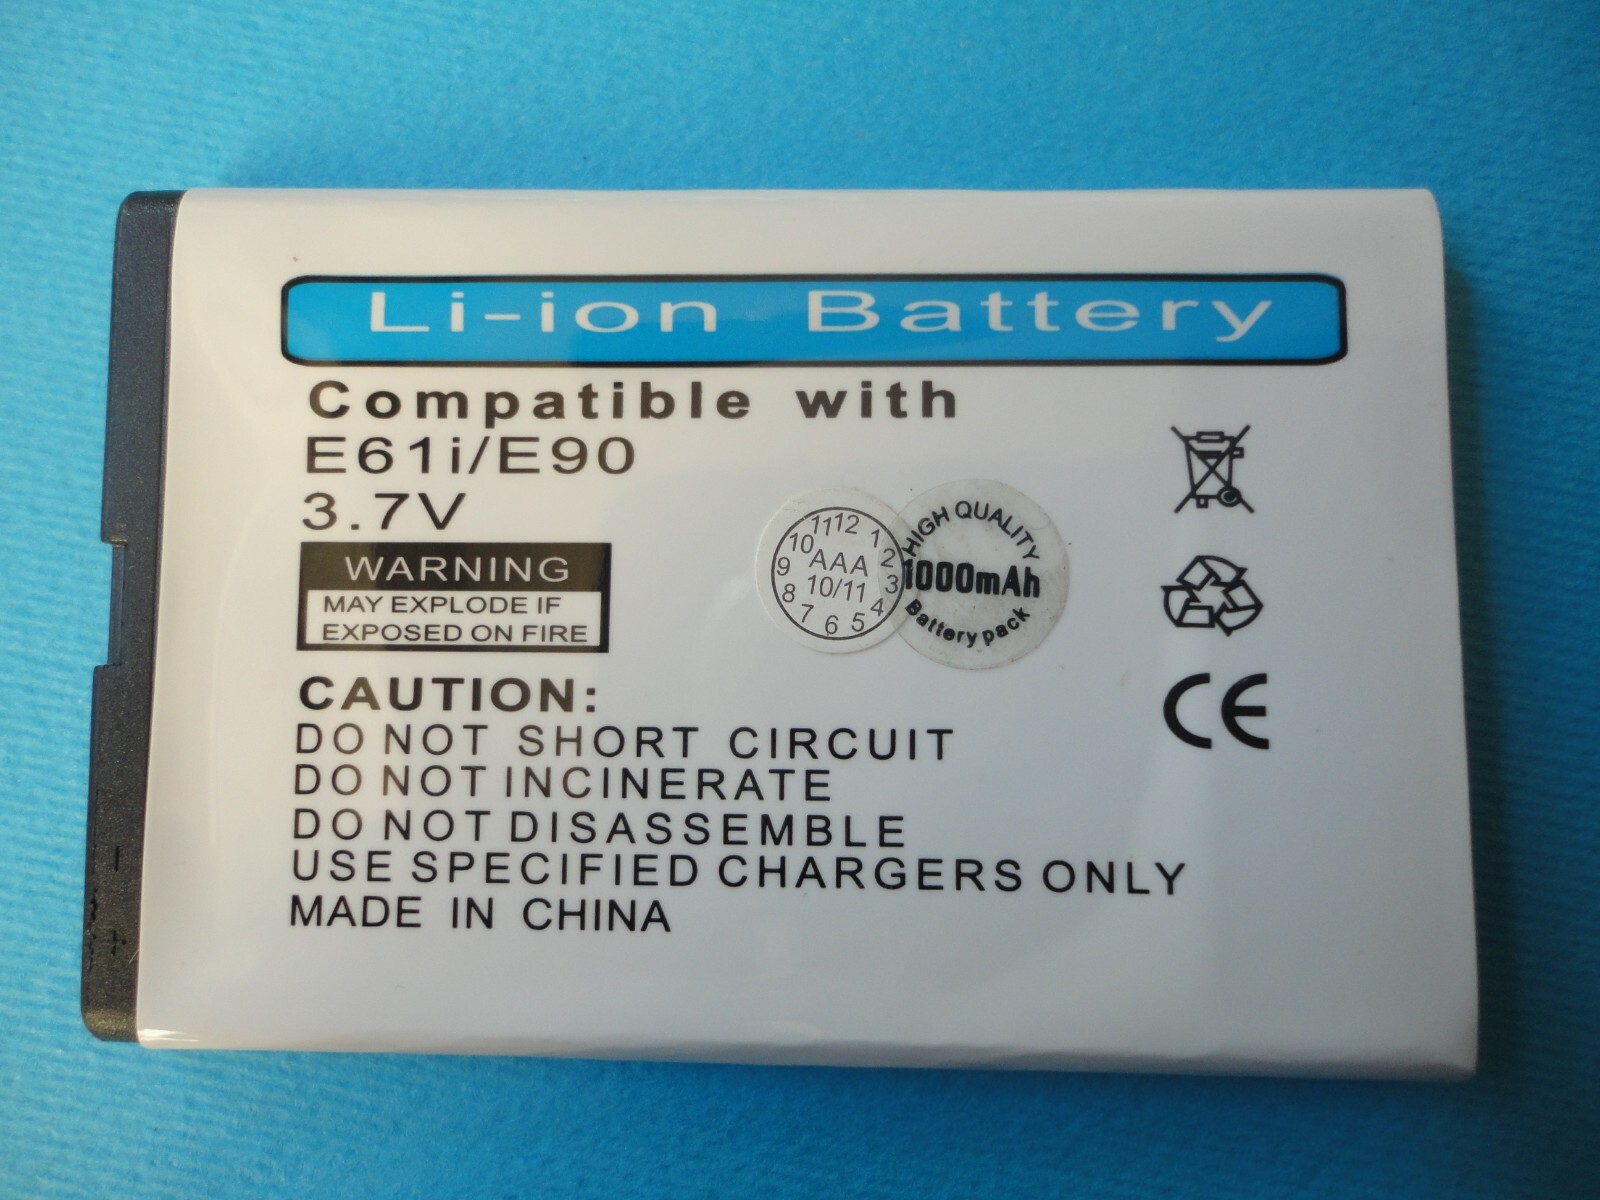 Li-ion Battery
Compatible with
E61i/E90
3.7V
WARNING
MAY EXPLODE IF
EXPOSED ON FIRE
11 12 1
10 2
AAA
9 3
10/11
8 4
7 6 5
HIGH QUALITY
1000mAh
Battery pack
CE
CAUTION:
DO NOT SHORT CIRCUIT
DO NOT INCINERATE
DO NOT DISASSEMBLE
USE SPECIFIED CHARGERS ONLY
MADE IN CHINA
- +